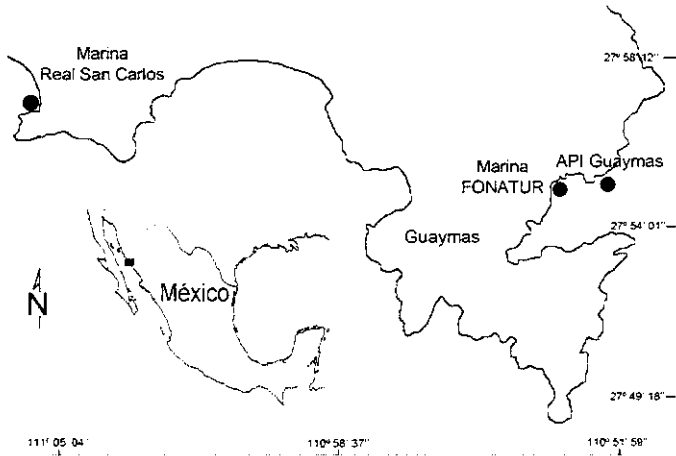 Marina
Real San Carlos
27° 58' 12"
API Guaymas
Marina
FONATUR
27° 54' 01"
Guaymas
México
N
27° 49' 18"
111° 05' 04"
110° 58' 37"
110° 51' 59"